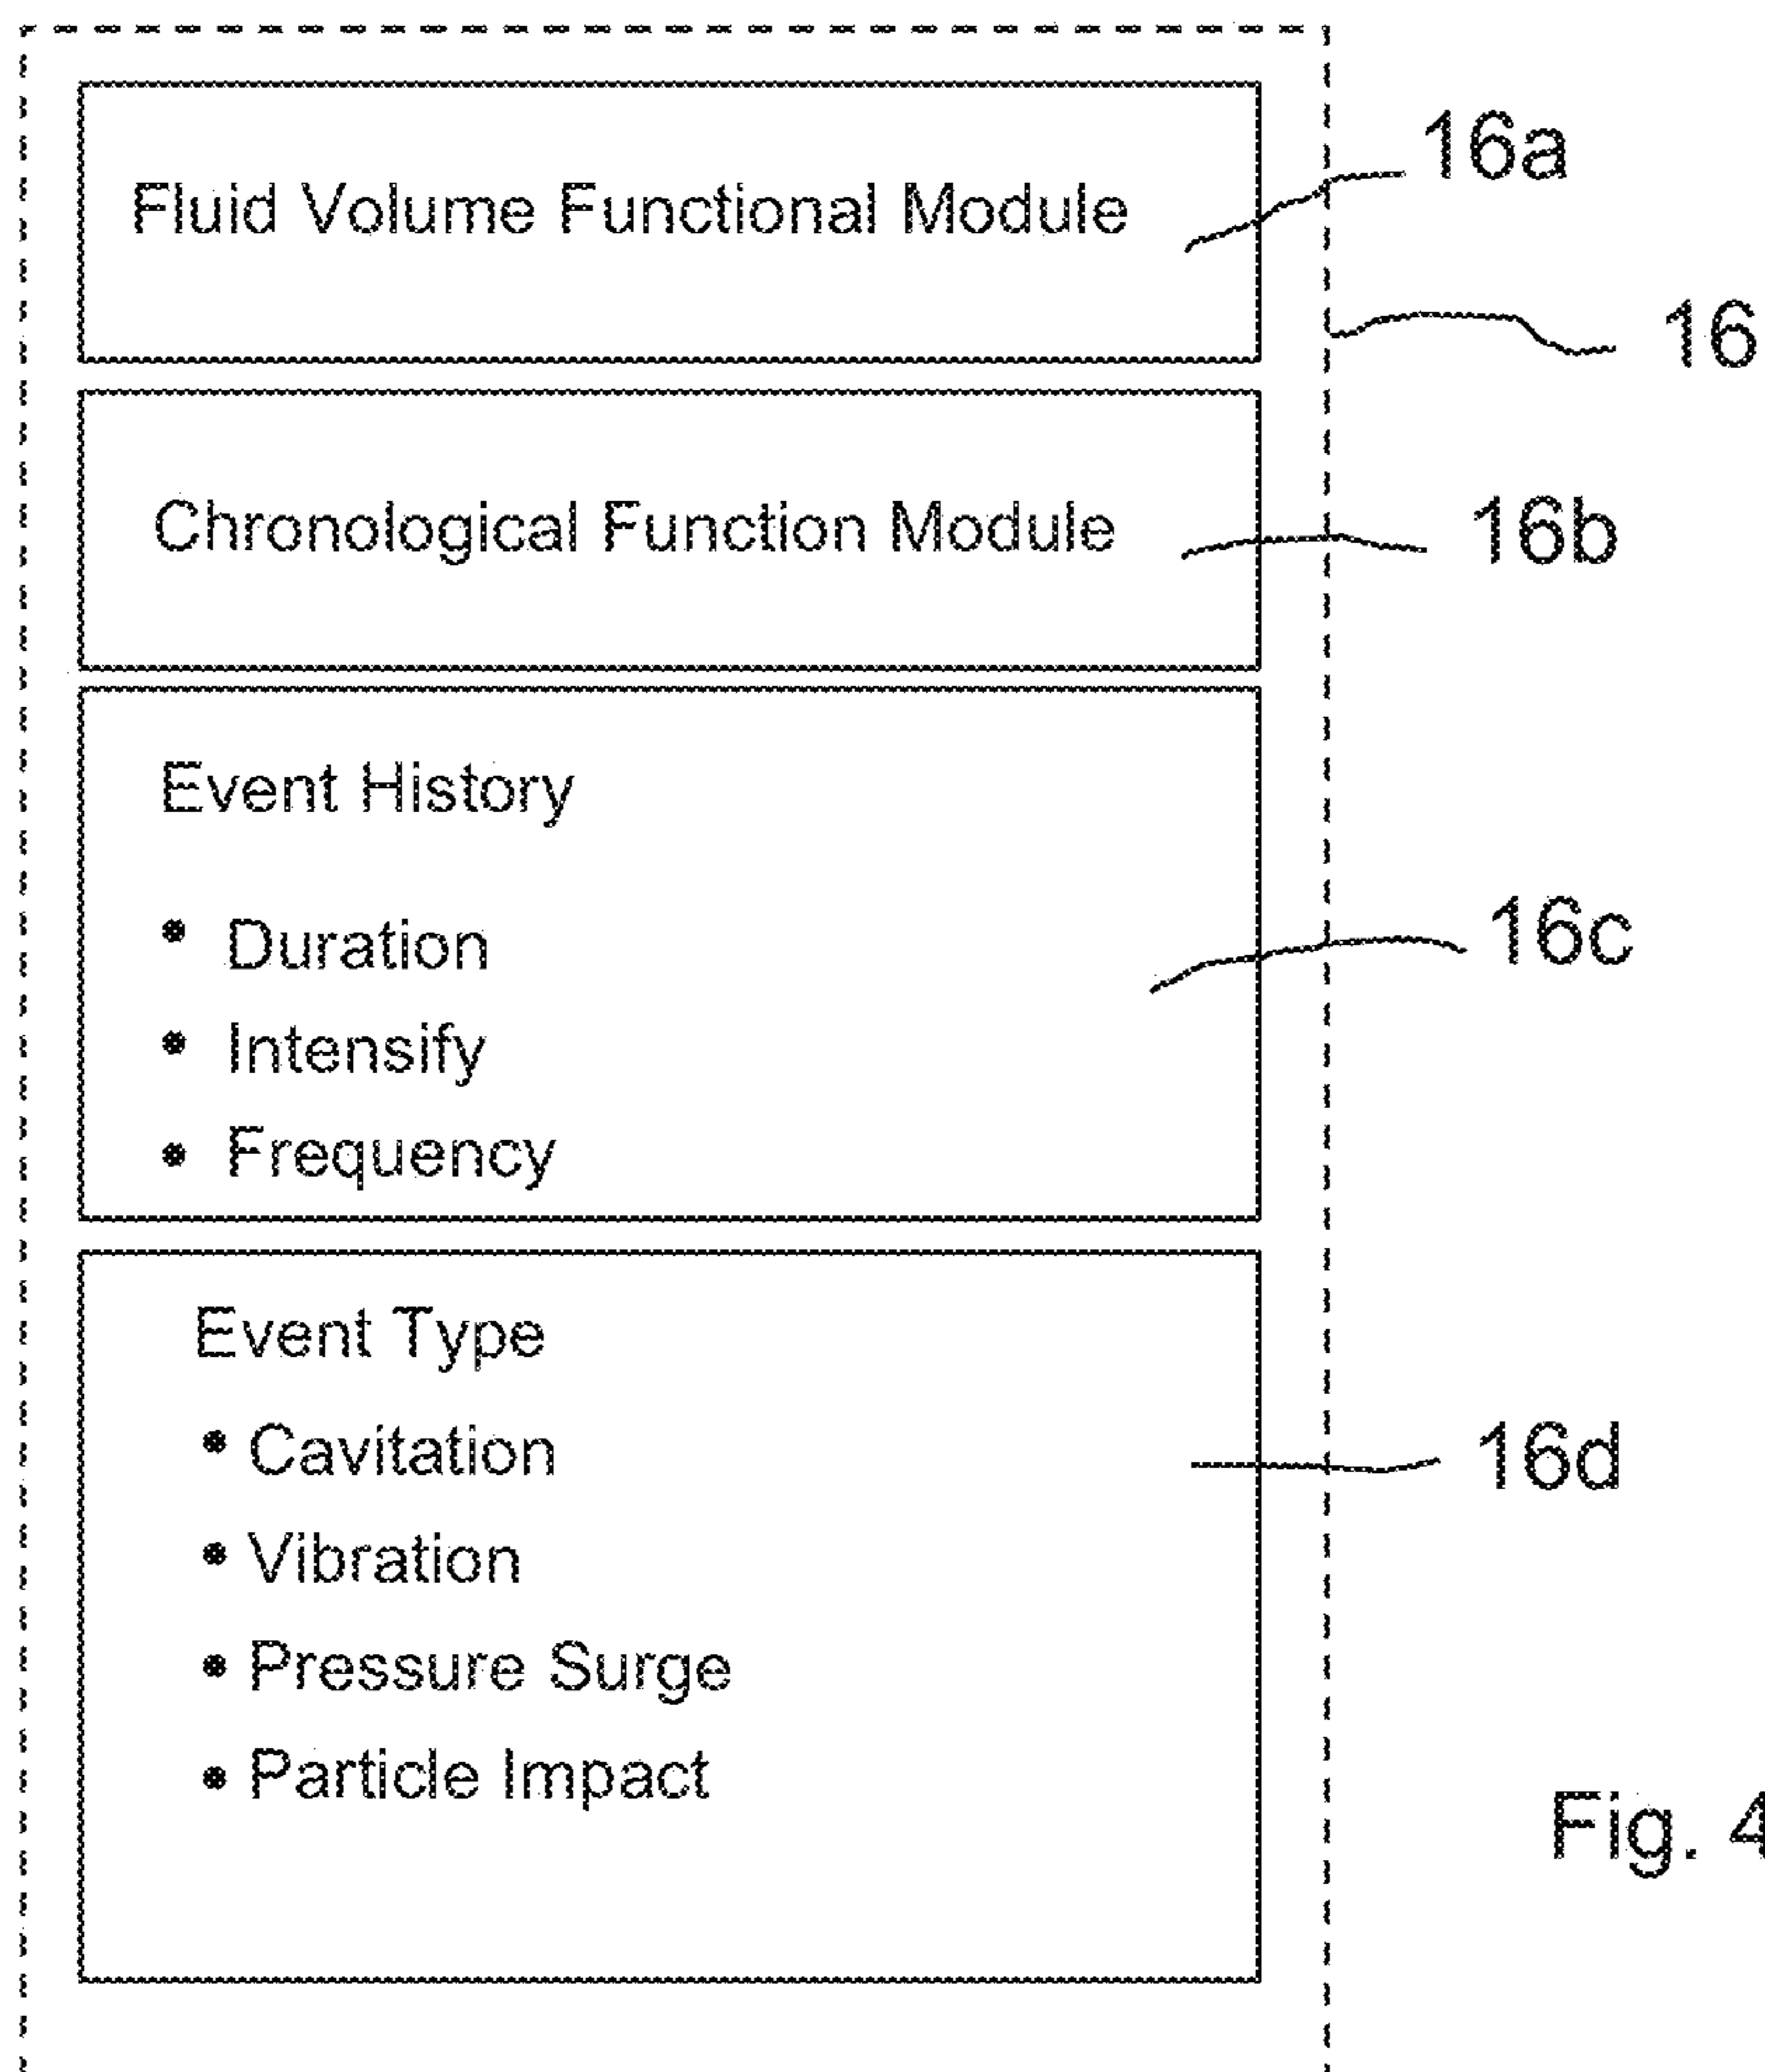 Fluid Volume Functional Module
16a
16
Chronological Function Module
16b
Event History
• Duration
• Intensify
• Frequency
16c
Event Type
• Cavitation
• Vibration
• Pressure Surge
• Particle Impact
16d
Fig. 4